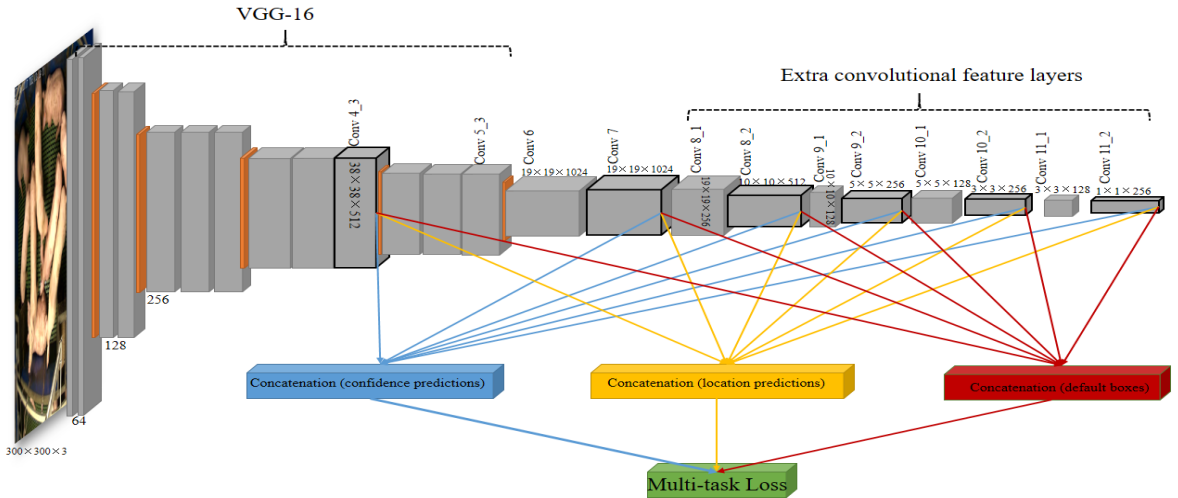 VGG-16
Extra convolutional feature layers
Conv 4_3
Conv 5_3
Conv 6
Conv 7
Conv 8_1
Conv 8_2
Conv 9_1
Conv 9_2
Conv 10_1
Conv 10_2
Conv 11_1
Conv 11_2
38×38×512
19×19×1024
19×19×1024
19×19×256
10×10×512
10×10×128
5×5×256
5×5×128
3×3×256
3×3×128
1×1×256
256
128
64
300×300×3
Concatenation (confidence predictions)
Concatenation (location predictions)
Concatenation (default boxes)
Multi-task Loss